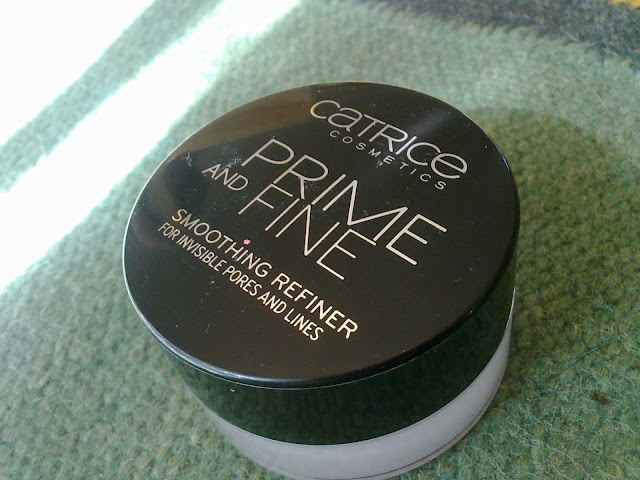 CATRICE
COSMETICS
PRIME
AND FINE
SMOOTHING REFINER
FOR INVISIBLE PORES AND LINES